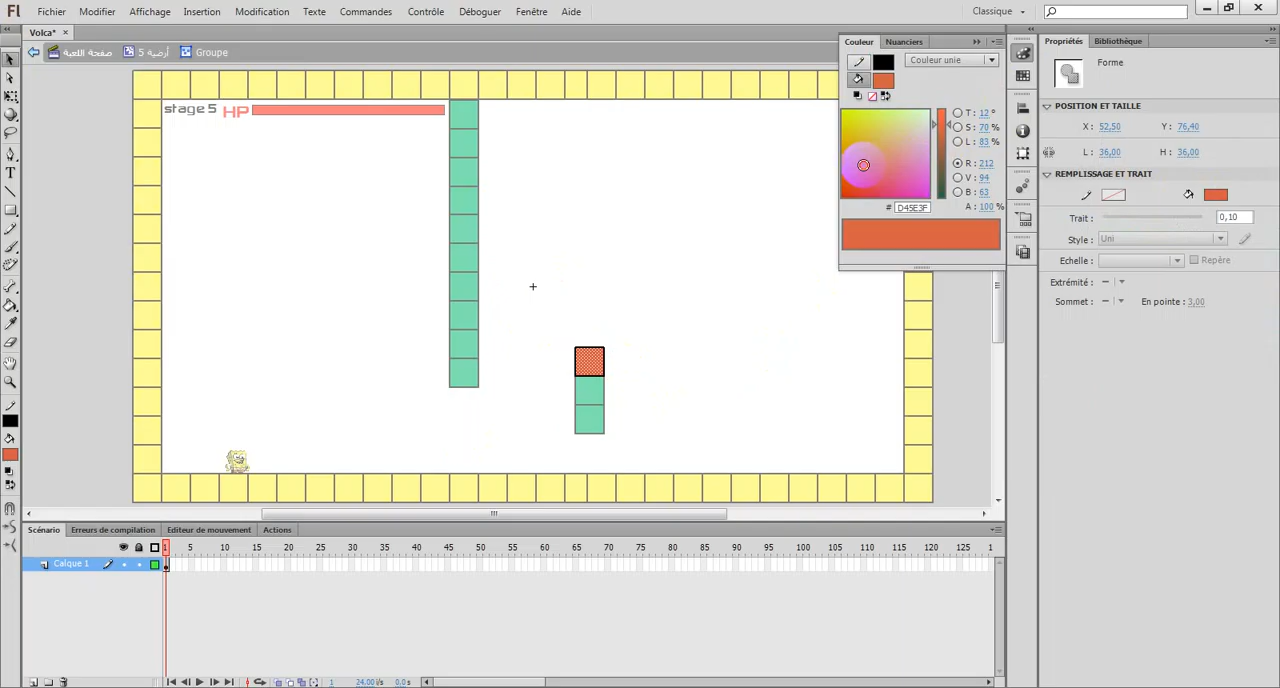 Fl Fichier Modifier Affichage Insertion Modification Texte Commandes Contrôle Déboguer Fenêtre Aide Classique
Volca* ×
صفحة اللعبة أرضية 5 Groupe
stage 5 HP
Couleur Nuanciers
Couleur unie
T: 12 °
S: 70 %
L: 83 %
R: 212
V: 94
B: 63
# D45E3F A: 100 %
Propriétés Bibliothèque
Forme
POSITION ET TAILLE
X: 52,50 Y: 76,40
L: 36,00 H: 36,00
REMPLISSAGE ET TRAIT
Trait : 0,10
Style : Uni
Echelle : Repère
Extrémité :
Sommet : En pointe : 3,00
Scénario Erreurs de compilation Editeur de mouvement Actions
1 5 10 15 20 25 30 35 40 45 50 55 60 65 70 75 80 85 90 95 100 105 110 115 120 125 1
Calque 1
1 24,00 i/s 0.0 s